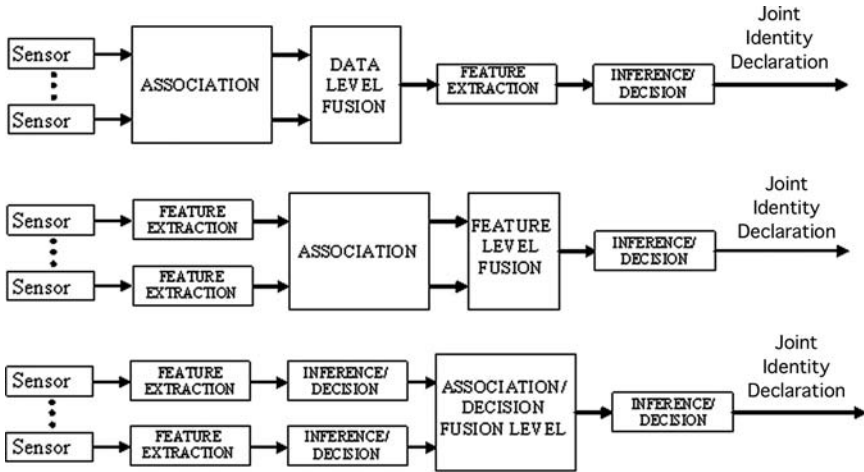 Joint
Identity
Declaration
Sensor
Sensor
ASSOCIATION
DATA
LEVEL
FUSION
FEATURE
EXTRACTION
INFERENCE/
DECISION
Joint
Identity
Declaration
Sensor
Sensor
FEATURE
EXTRACTION
FEATURE
EXTRACTION
ASSOCIATION
FEATURE
LEVEL
FUSION
INFERENCE/
DECISION
Joint
Identity
Declaration
Sensor
Sensor
FEATURE
EXTRACTION
FEATURE
EXTRACTION
INFERENCE/
DECISION
INFERENCE/
DECISION
ASSOCIATION/
DECISION
FUSION LEVEL
INFERENCE/
DECISION